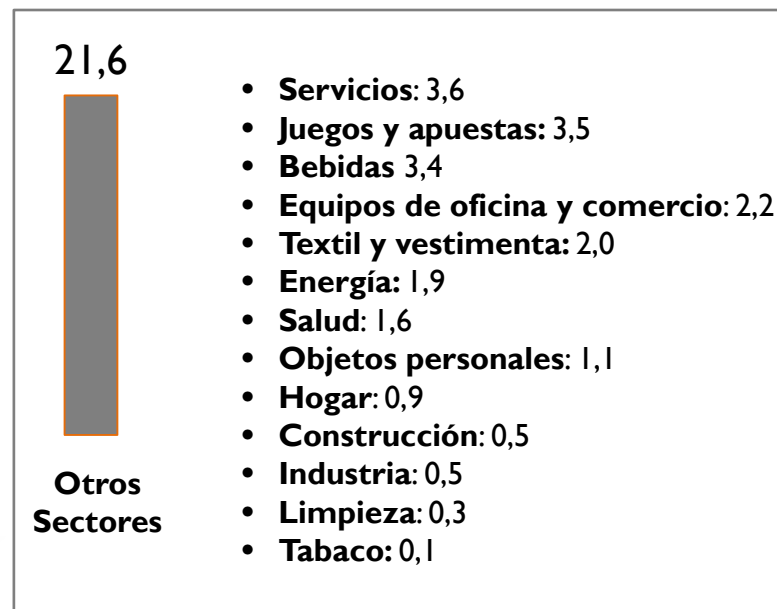 21,6
Otros
Sectores
• Servicios: 3,6
• Juegos y apuestas: 3,5
• Bebidas 3,4
• Equipos de oficina y comercio: 2,2
• Textil y vestimenta: 2,0
• Energía: 1,9
• Salud: 1,6
• Objetos personales: 1,1
• Hogar: 0,9
• Construcción: 0,5
• Industria: 0,5
• Limpieza: 0,3
• Tabaco: 0,1